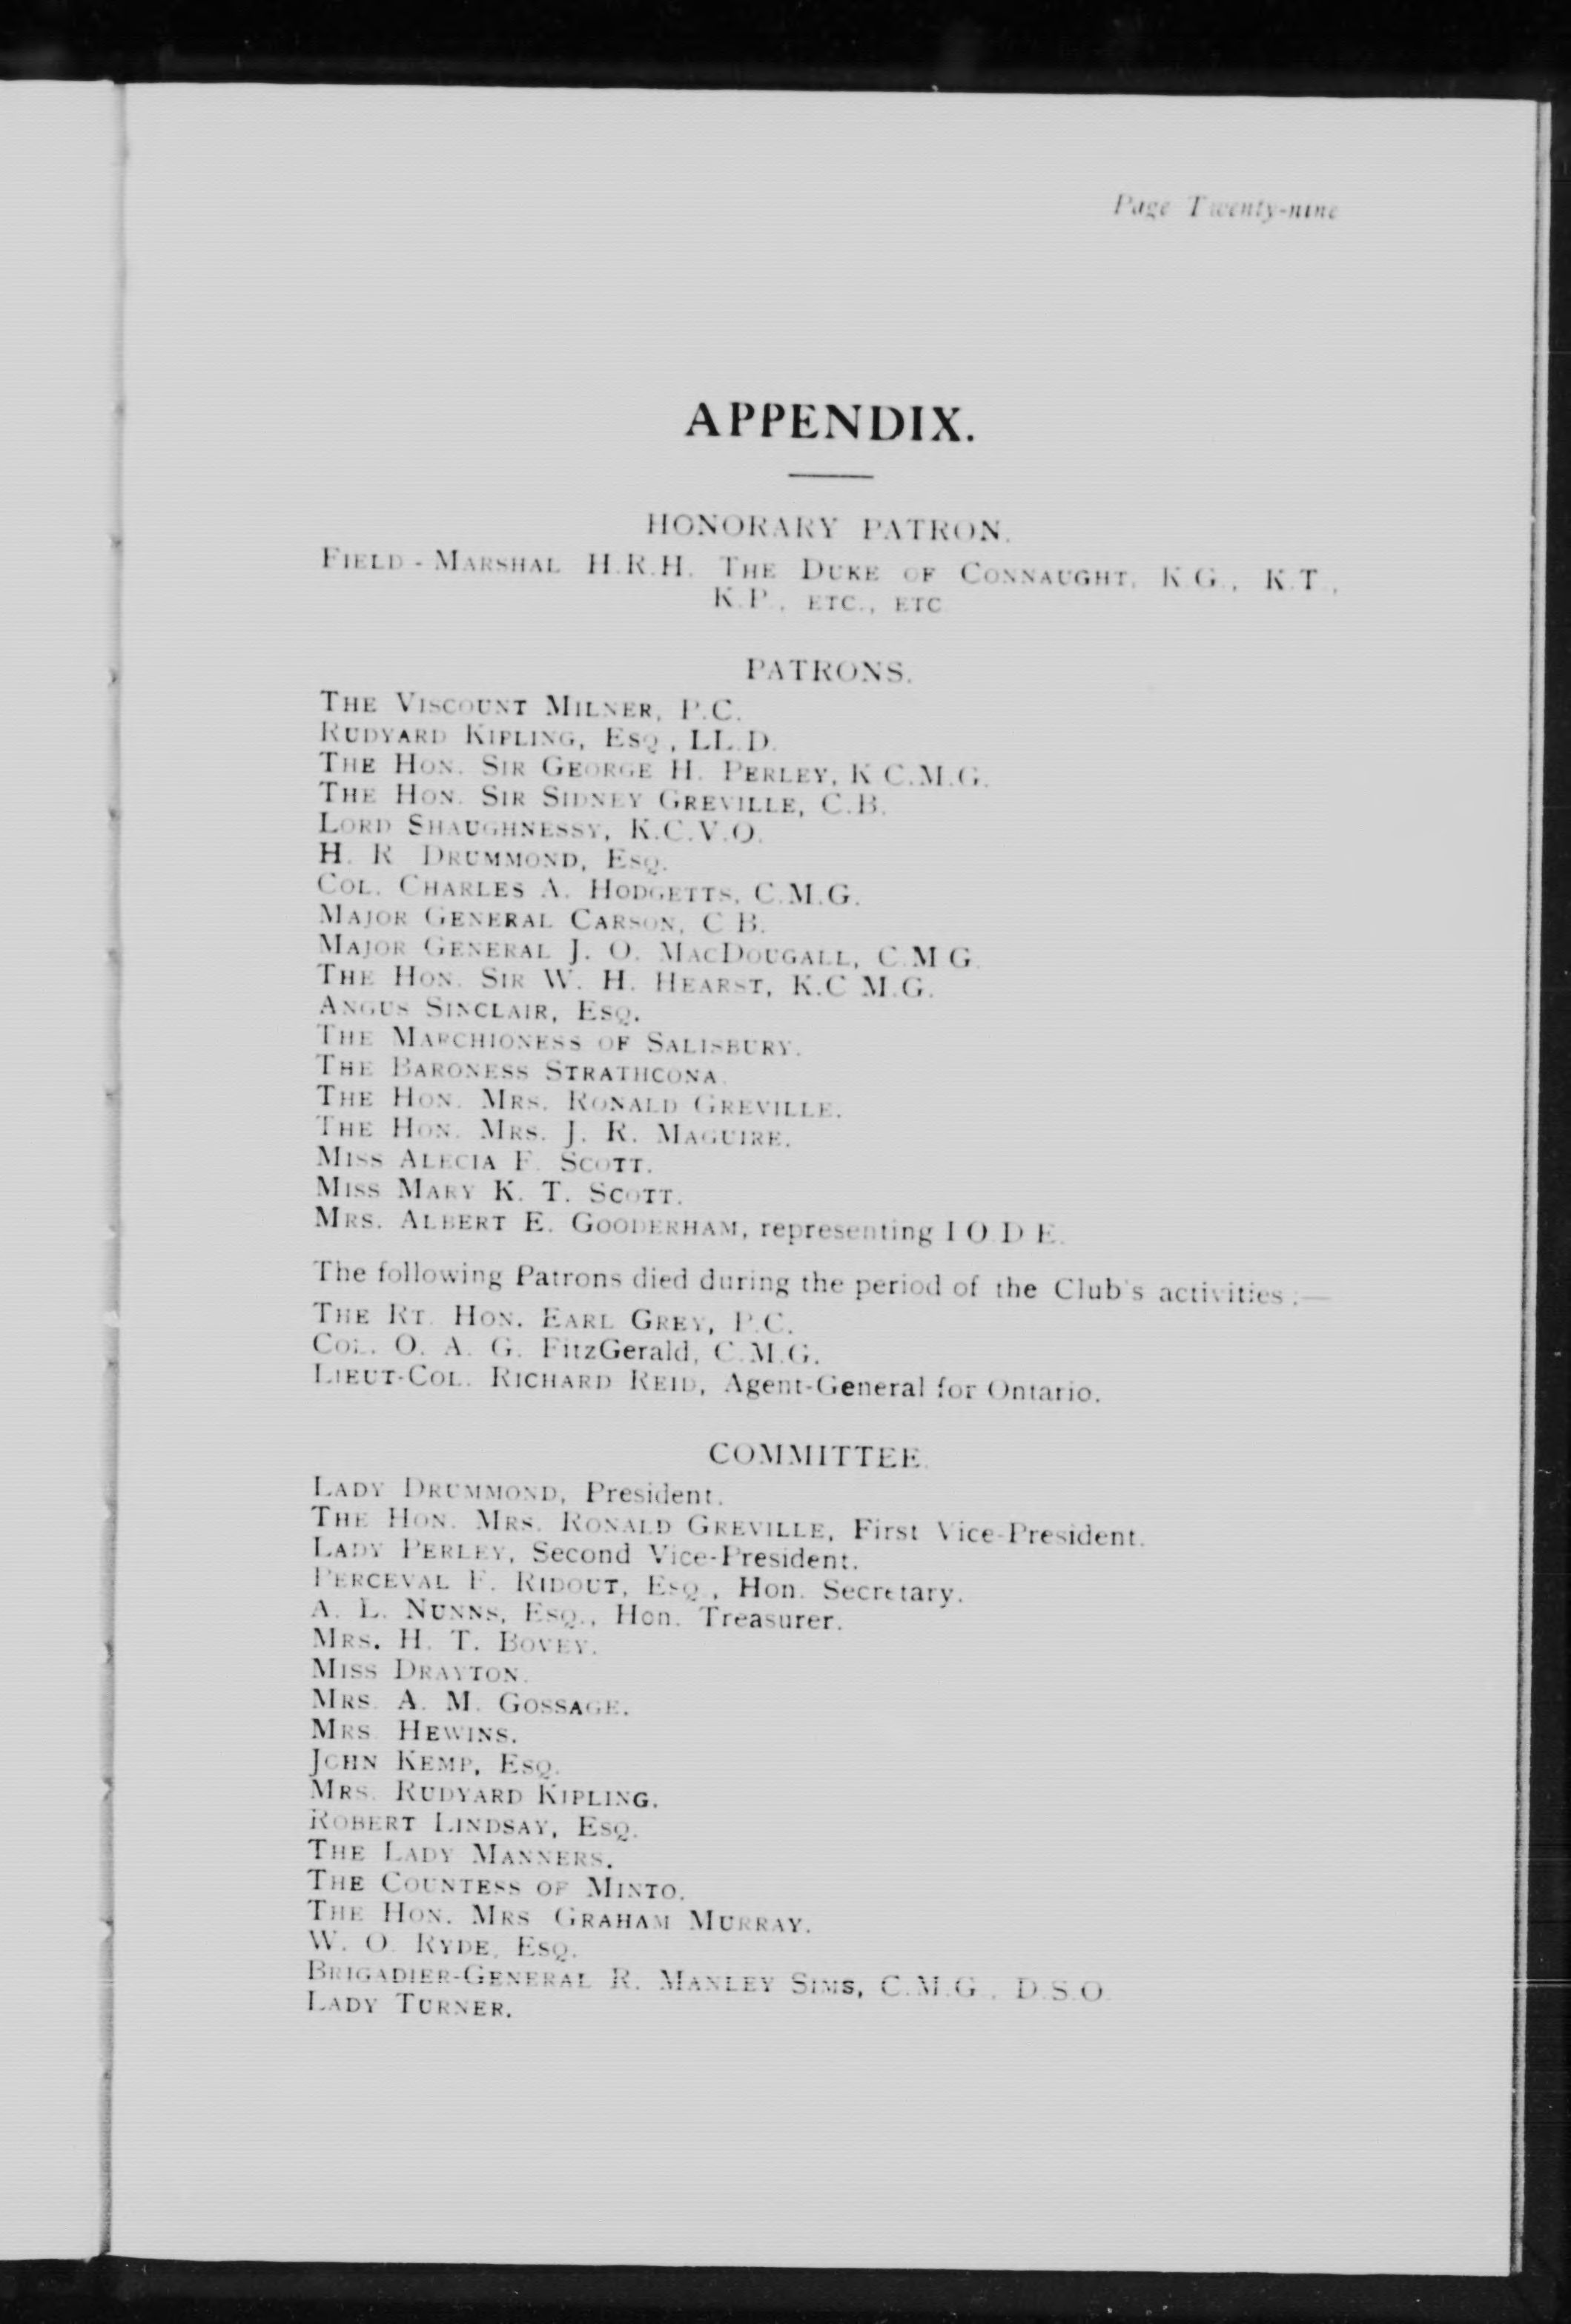 Page Twenty-nine
APPENDIX.
HONORARY PATRON.
FIELD - MARSHAL H.R.H. THE DUKE OF CONNAUGHT, K.G., K.T.,
K.P., ETC., ETC.
PATRONS.
THE VISCOUNT MILNER, P.C.
RUDYARD KIPLING, ESQ., LL.D.
THE HON. SIR GEORGE H. PERLEY, K.C.M.G.
THE HON. SIR SIDNEY GREVILLE, C.B.
LORD SHAUGHNESSY, K.C.V.O.
H. R. DRUMMOND, ESQ.
COL. CHARLES A. HODGETTS, C.M.G.
MAJOR GENERAL CARSON, C.B.
MAJOR GENERAL J. O. MACDOUGALL, C.M.G.
THE HON. SIR W. H. HEARST, K.C.M.G.
ANGUS SINCLAIR, ESQ.
THE MARCHIONESS OF SALISBURY.
THE BARONESS STRATHCONA.
THE HON. MRS. RONALD GREVILLE.
THE HON. MRS. J. R. MAGUIRE.
MISS ALECIA F. SCOTT.
MISS MARY K. T. SCOTT.
MRS. ALBERT E. GOODERHAM, representing I.O.D.E.
The following Patrons died during the period of the Club's activities :—
THE RT. HON. EARL GREY, P.C.
COL. O. A. G. FitzGerald, C.M.G.
LIEUT-COL. RICHARD REID, Agent-General for Ontario.
COMMITTEE.
LADY DRUMMOND, President.
THE HON. MRS. RONALD GREVILLE, First Vice-President.
LADY PERLEY, Second Vice-President.
PERCEVAL F. RIDOUT, ESQ., Hon. Secretary.
A. L. NUNNS, ESQ., Hon. Treasurer.
MRS. H. T. BOVEY.
MISS DRAYTON.
MRS. A. M. GOSSAGE.
MRS. HEWINS.
JOHN KEMP, ESQ.
MRS. RUDYARD KIPLING.
ROBERT LINDSAY, ESQ.
THE LADY MANNERS.
THE COUNTESS OF MINTO.
THE HON. MRS GRAHAM MURRAY.
W. O. RYDE, ESQ.
BRIGADIER-GENERAL R. MANLEY SIMS, C.M.G., D.S.O.
LADY TURNER.